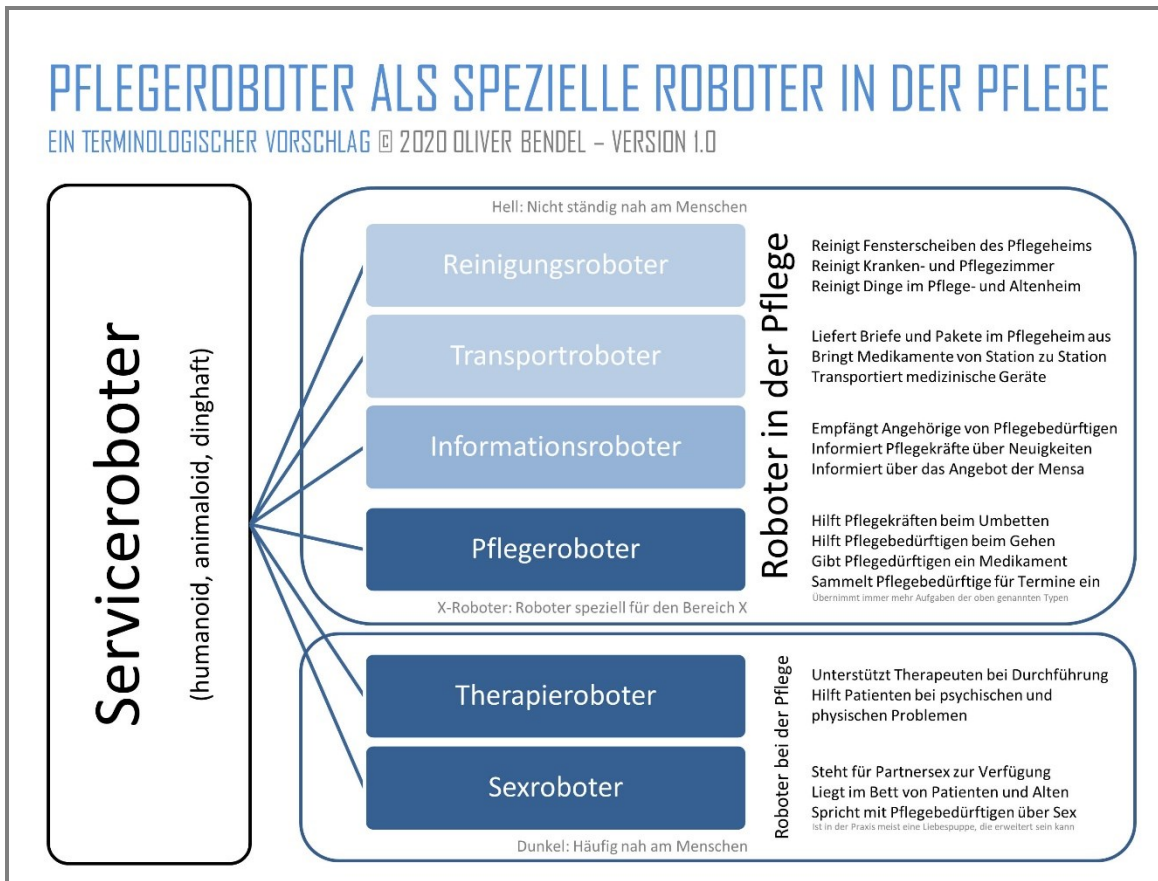 PFLEGEROBOTER ALS SPEZIELLE ROBOTER IN DER PFLEGE
EIN TERMINOLOGISCHER VORSCHLAG © 2020 OLIVER BENDEL – VERSION 1.0
Serviceroboter
(humanoid, animaloid, dinghaft)
Hell: Nicht ständig nah am Menschen
Reinigungsroboter
Transportroboter
Informationsroboter
Pflegeroboter
X-Roboter: Roboter speziell für den Bereich X
Roboter in der Pflege
Reinigt Fensterscheiben des Pflegeheims
Reinigt Kranken- und Pflegezimmer
Reinigt Dinge im Pflege- und Altenheim
Liefert Briefe und Pakete im Pflegeheim aus
Bringt Medikamente von Station zu Station
Transportiert medizinische Geräte
Empfängt Angehörige von Pflegebedürftigen
Informiert Pflegekräfte über Neuigkeiten
Informiert über das Angebot der Mensa
Hilft Pflegekräften beim Umbetten
Hilft Pflegebedürftigen beim Gehen
Gibt Pflegedürftigen ein Medikament
Sammelt Pflegebedürftige für Termine ein
Übernimmt immer mehr Aufgaben der oben genannten Typen
Therapieroboter
Sexroboter
Dunkel: Häufig nah am Menschen
Roboter bei der Pflege
Unterstützt Therapeuten bei Durchführung
Hilft Patienten bei psychischen und
physischen Problemen
Steht für Partnersex zur Verfügung
Liegt im Bett von Patienten und Alten
Spricht mit Pflegebedürftigen über Sex
Ist in der Praxis meist eine Liebespuppe, die erweitert sein kann